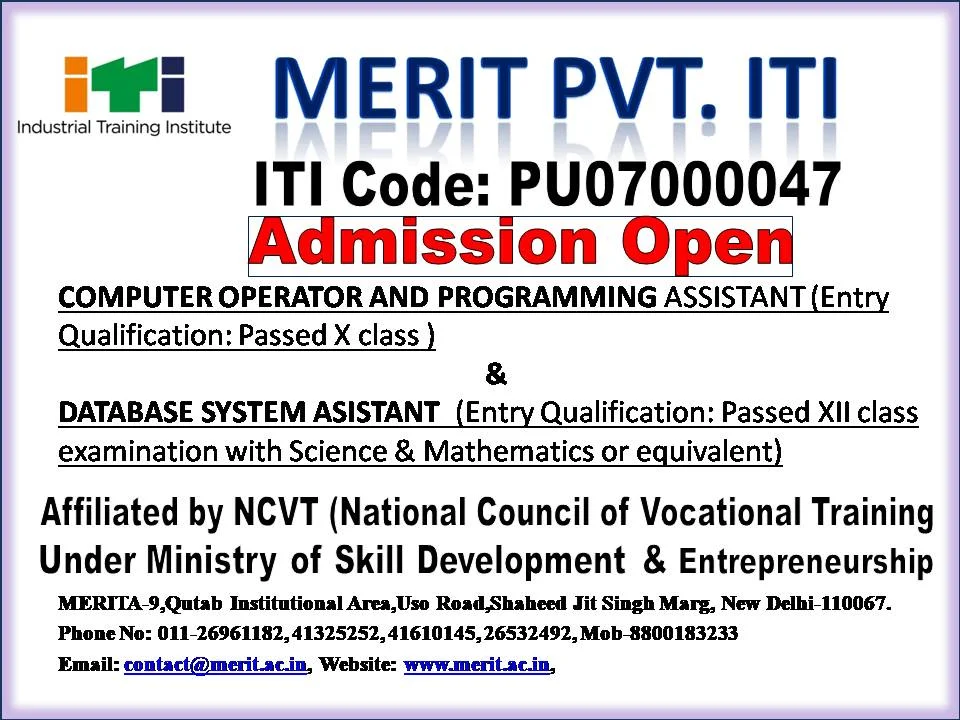 iTi
Industrial Training Institute
MERIT PVT. ITI
ITI Code: PU07000047
Admission Open
COMPUTER OPERATOR AND PROGRAMMING ASSISTANT (Entry
Qualification: Passed X class )
&
DATABASE SYSTEM ASISTANT (Entry Qualification: Passed XII class
examination with Science & Mathematics or equivalent)
Affiliated by NCVT (National Council of Vocational Training
Under Ministry of Skill Development & Entrepreneurship
MERITA-9,Qutab Institutional Area,Uso Road,Shaheed Jit Singh Marg, New Delhi-110067.
Phone No: 011-26961182, 41325252, 41610145, 26532492, Mob-8800183233
Email: contact@merit.ac.in, Website: www.merit.ac.in,